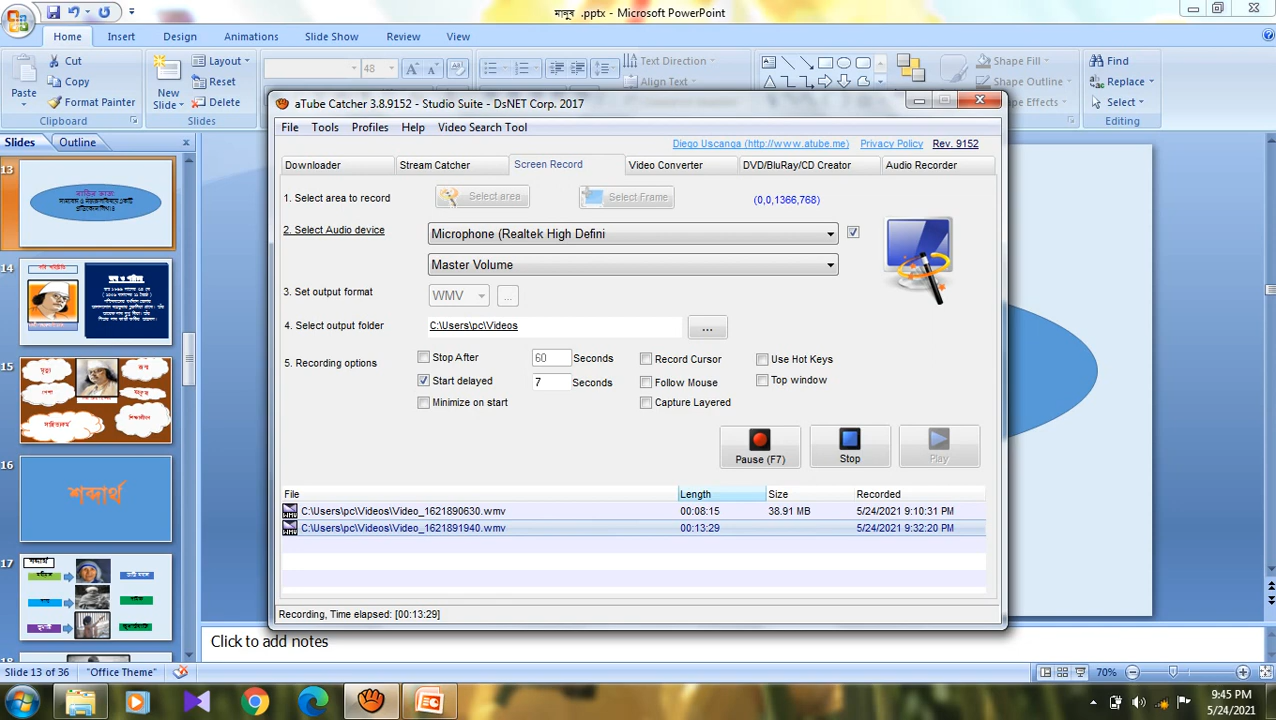 মানুষ .pptx - Microsoft PowerPoint
Home Insert Design Slide Show Animations Review View
Paste
Cut
Copy
Format Painter
Clipboard
New Slide
Layout
Reset
Delete
Slides
48
Text Direction
Align Text
Shape Fill
Shape Outline
Shape Effects
Find
Replace
Select
Editing
Slides Outline
13
14
15
মৃত্যু
জন্ম
পেশা
সাহিত্যকর্ম
শিক্ষাজীবন
16
শব্দার্থ
17
শব্দার্থ
18
aTube Catcher 3.8.9152 - Studio Suite - DsNET Corp. 2017
File Tools Profiles Help Video Search Tool
Diego Uscanga (http://www.atube.me) Privacy Policy Rev. 9152
Downloader Stream Catcher Screen Record Video Converter DVD/BluRay/CD Creator Audio Recorder
1. Select area to record Select area Select Frame (0,0,1366,768)
2. Select Audio device Microphone (Realtek High Defini
Master Volume
3. Set output format WMV ...
4. Select output folder C:\Users\pc\Videos ...
5. Recording options Stop After 60 Seconds Record Cursor Use Hot Keys
Start delayed 7 Seconds Follow Mouse Top window
Minimize on start Capture Layered
Pause (F7) Stop Play
File Length Size Recorded
C:\Users\pc\Videos\Video_1621890630.wmv 00:08:15 38.91 MB 5/24/2021 9:10:31 PM
C:\Users\pc\Videos\Video_1621891940.wmv 00:13:29 5/24/2021 9:32:20 PM
Recording, Time elapsed: [00:13:29]
Click to add notes
Slide 13 of 36 "Office Theme" 70%
9:45 PM
5/24/2021